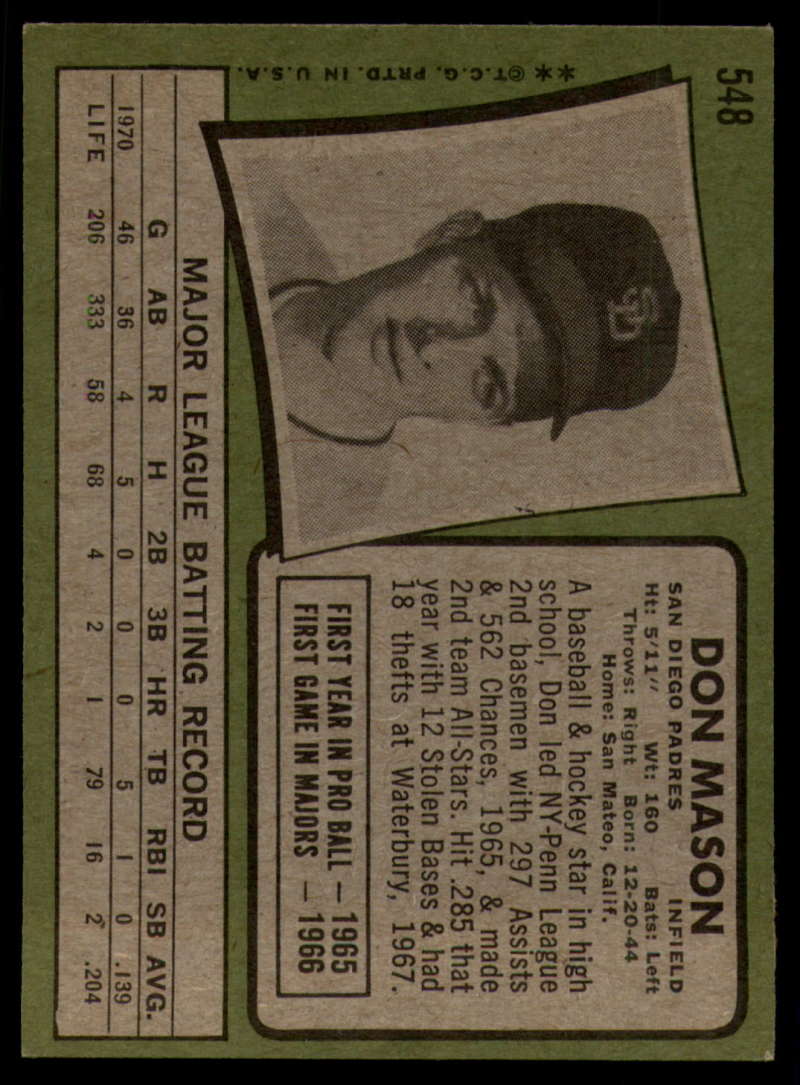 548
**©T.C.G. PRTD. IN U.S.A.
SD
DON MASON
SAN DIEGO PADRES INFIELD
Ht: 5'11" Wt: 160 Bats: Left
Throws: Right Born: 12-20-44
Home: San Mateo, Calif.
A baseball & hockey star in high
school, Don led NY-Penn League
2nd basemen with 297 Assists
& 562 Chances, 1965, & made
2nd team All-Stars. Hit .285 that
year with 12 Stolen Bases & had
18 thefts at Waterbury, 1967.
FIRST YEAR IN PRO BALL — 1965
FIRST GAME IN MAJORS — 1966
MAJOR LEAGUE BATTING RECORD
G AB R H 2B 3B HR TB RBI SB AVG.
1970 46 36 4 5 0 0 0 5 1 0 .139
LIFE 206 333 58 68 4 2 1 79 16 2 .204